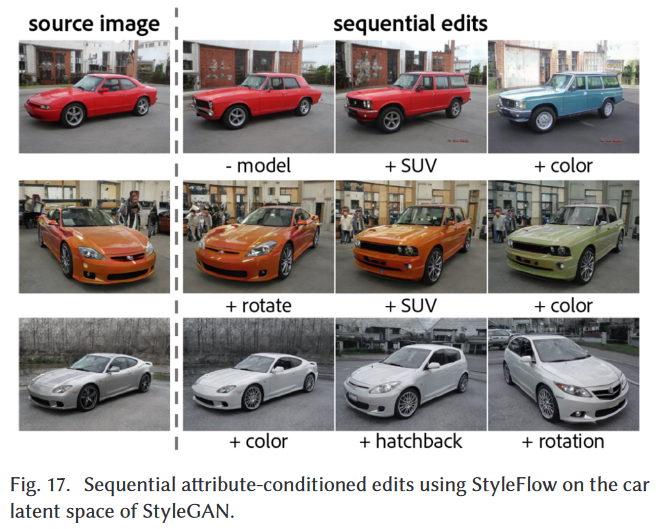 source image
sequential edits
- model
+ SUV
+ color
+ rotate
+ SUV
+ color
+ color
+ hatchback
+ rotation
Fig. 17. Sequential attribute-conditioned edits using StyleFlow on the car
latent space of StyleGAN.